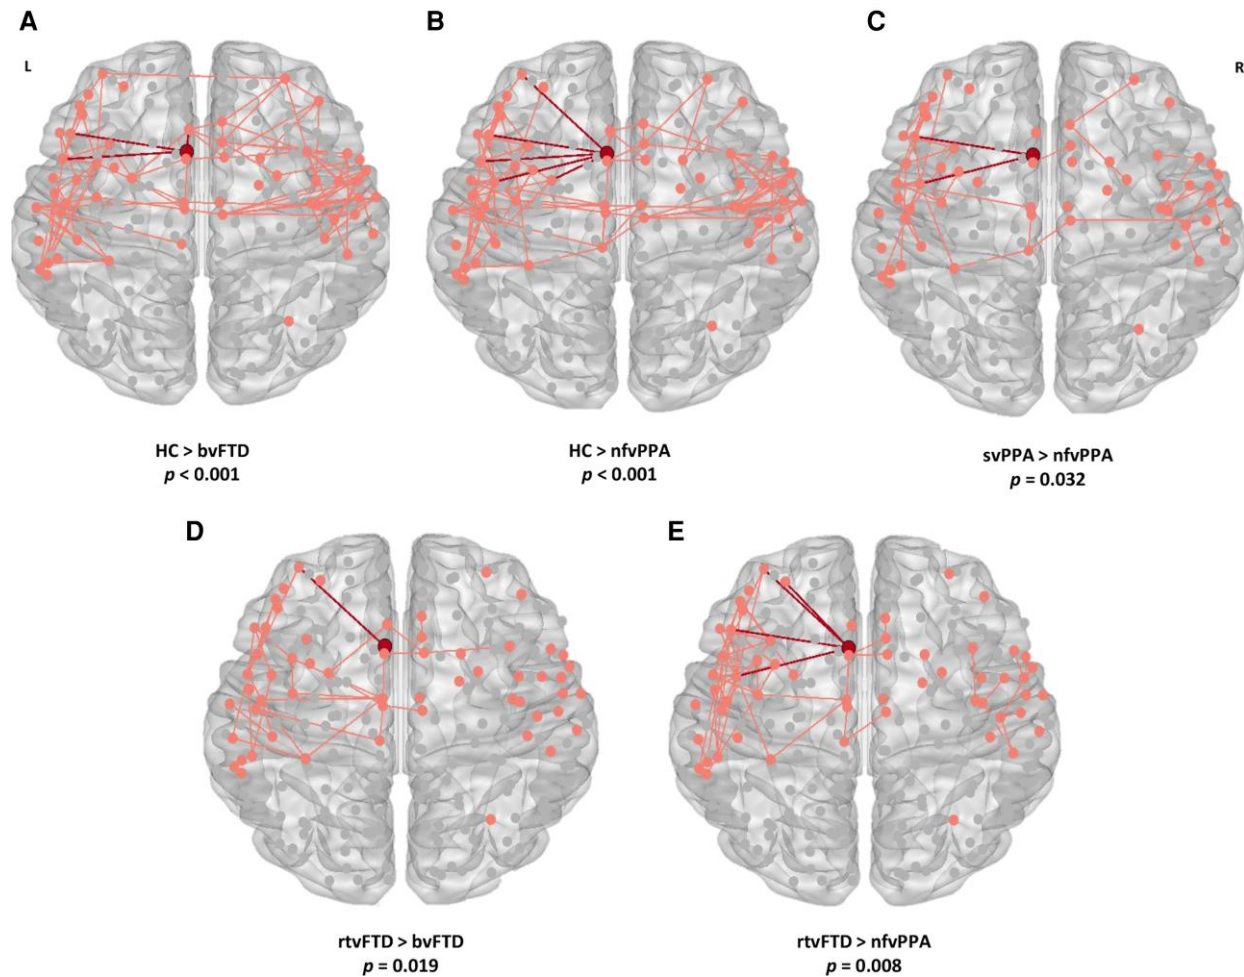 A
B
C
L
R
HC > bvFTD
p < 0.001
HC > nfvPPA
p < 0.001
svPPA > nfvPPA
p = 0.032
D
E
rtvFTD > bvFTD
p = 0.019
rtvFTD > nfvPPA
p = 0.008